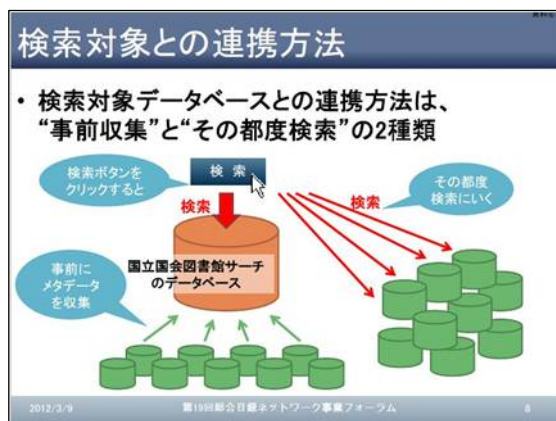 検索対象との連携方法
• 検索対象データベースとの連携方法は、
“事前収集”と“その都度検索”の2種類
検索ボタンを
クリックすると
検 索
検索
検索
その都度
検索にいく
事前に
メタデータ
を収集
国立国会図書館サーチ
のデータベース
2012/3/9
第19回総合目録ネットワーク事業フォーラム
8